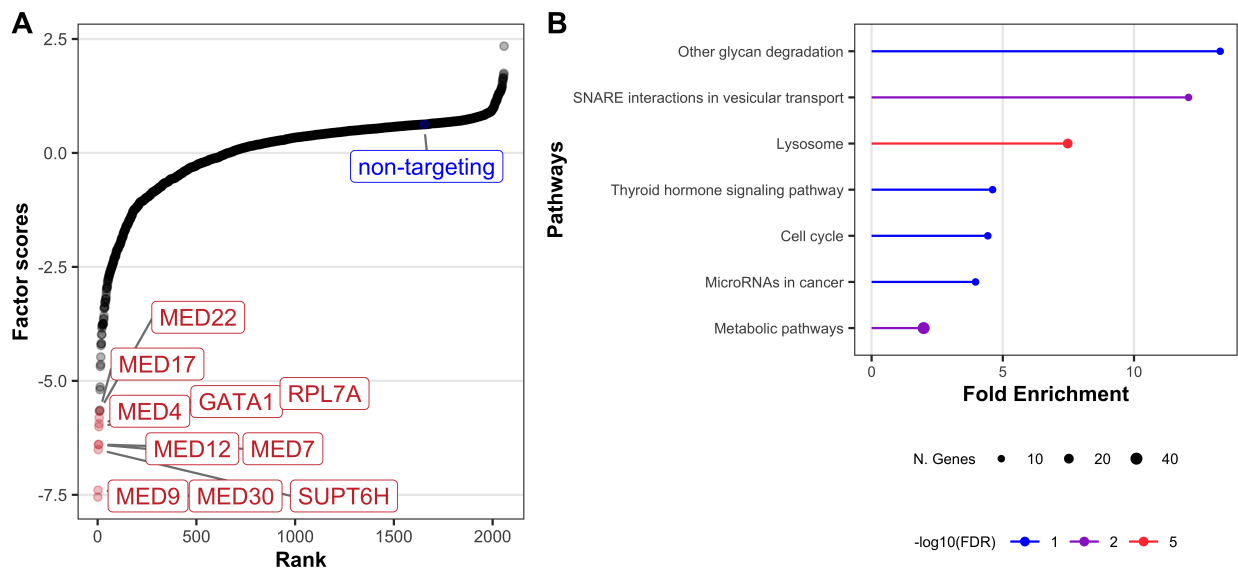 A
Factor scores
2.5
0.0
-2.5
-5.0
-7.5
non-targeting
MED22
MED17
MED4
GATA1
RPL7A
MED12
MED7
MED9
MED30
SUPT6H
0
500
1000
1500
2000
Rank
B
Pathways
Other glycan degradation
SNARE interactions in vesicular transport
Lysosome
Thyroid hormone signaling pathway
Cell cycle
MicroRNAs in cancer
Metabolic pathways
0
5
10
Fold Enrichment
N. Genes 10 20 40
-log10(FDR) 1 2 5